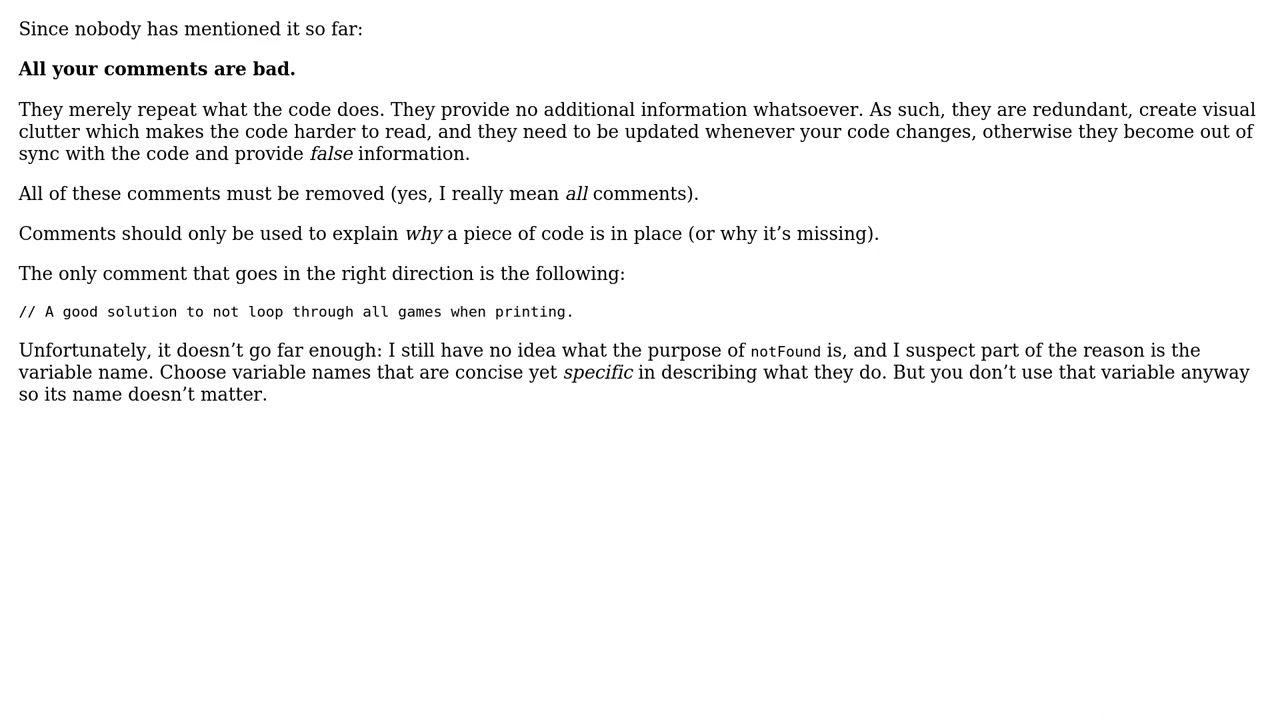 Since nobody has mentioned it so far:
All your comments are bad.
They merely repeat what the code does. They provide no additional information whatsoever. As such, they are redundant, create visual
clutter which makes the code harder to read, and they need to be updated whenever your code changes, otherwise they become out of
sync with the code and provide false information.
All of these comments must be removed (yes, I really mean all comments).
Comments should only be used to explain why a piece of code is in place (or why it’s missing).
The only comment that goes in the right direction is the following:
// A good solution to not loop through all games when printing.
Unfortunately, it doesn’t go far enough: I still have no idea what the purpose of notFound is, and I suspect part of the reason is the
variable name. Choose variable names that are concise yet specific in describing what they do. But you don’t use that variable anyway
so its name doesn’t matter.